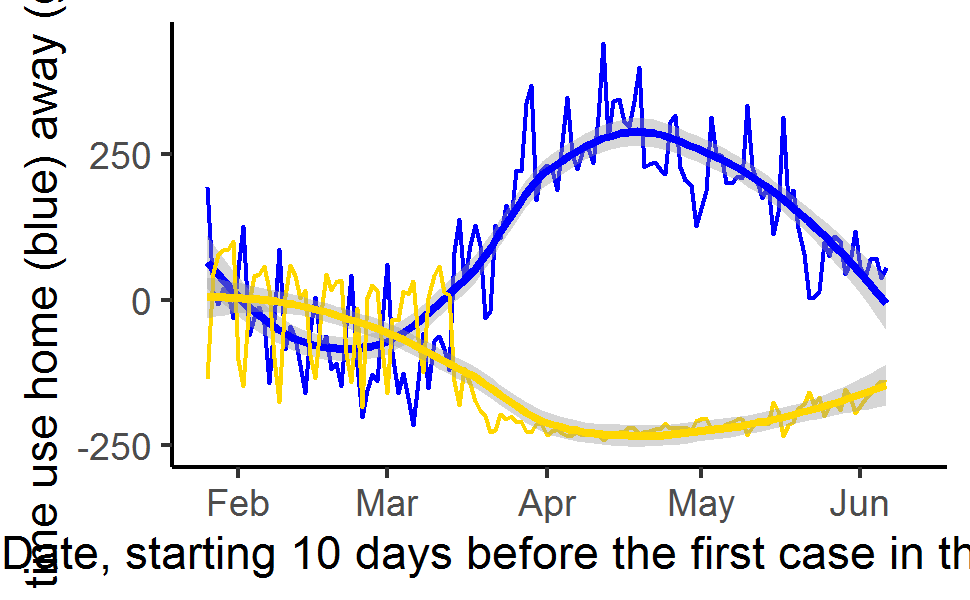 time use home (blue) away (
250
0
-250
Feb Mar Apr May Jun
Date, starting 10 days before the first case in th